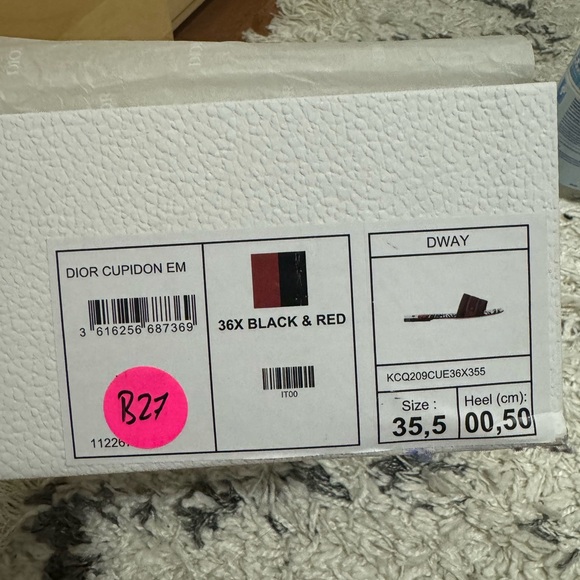 DIOR CUPIDON EM
3 616256 687369
B27
36X BLACK & RED
IT00
DWAY
KCQ209CUE36X355
Size :
35,5
Heel (cm):
00,50